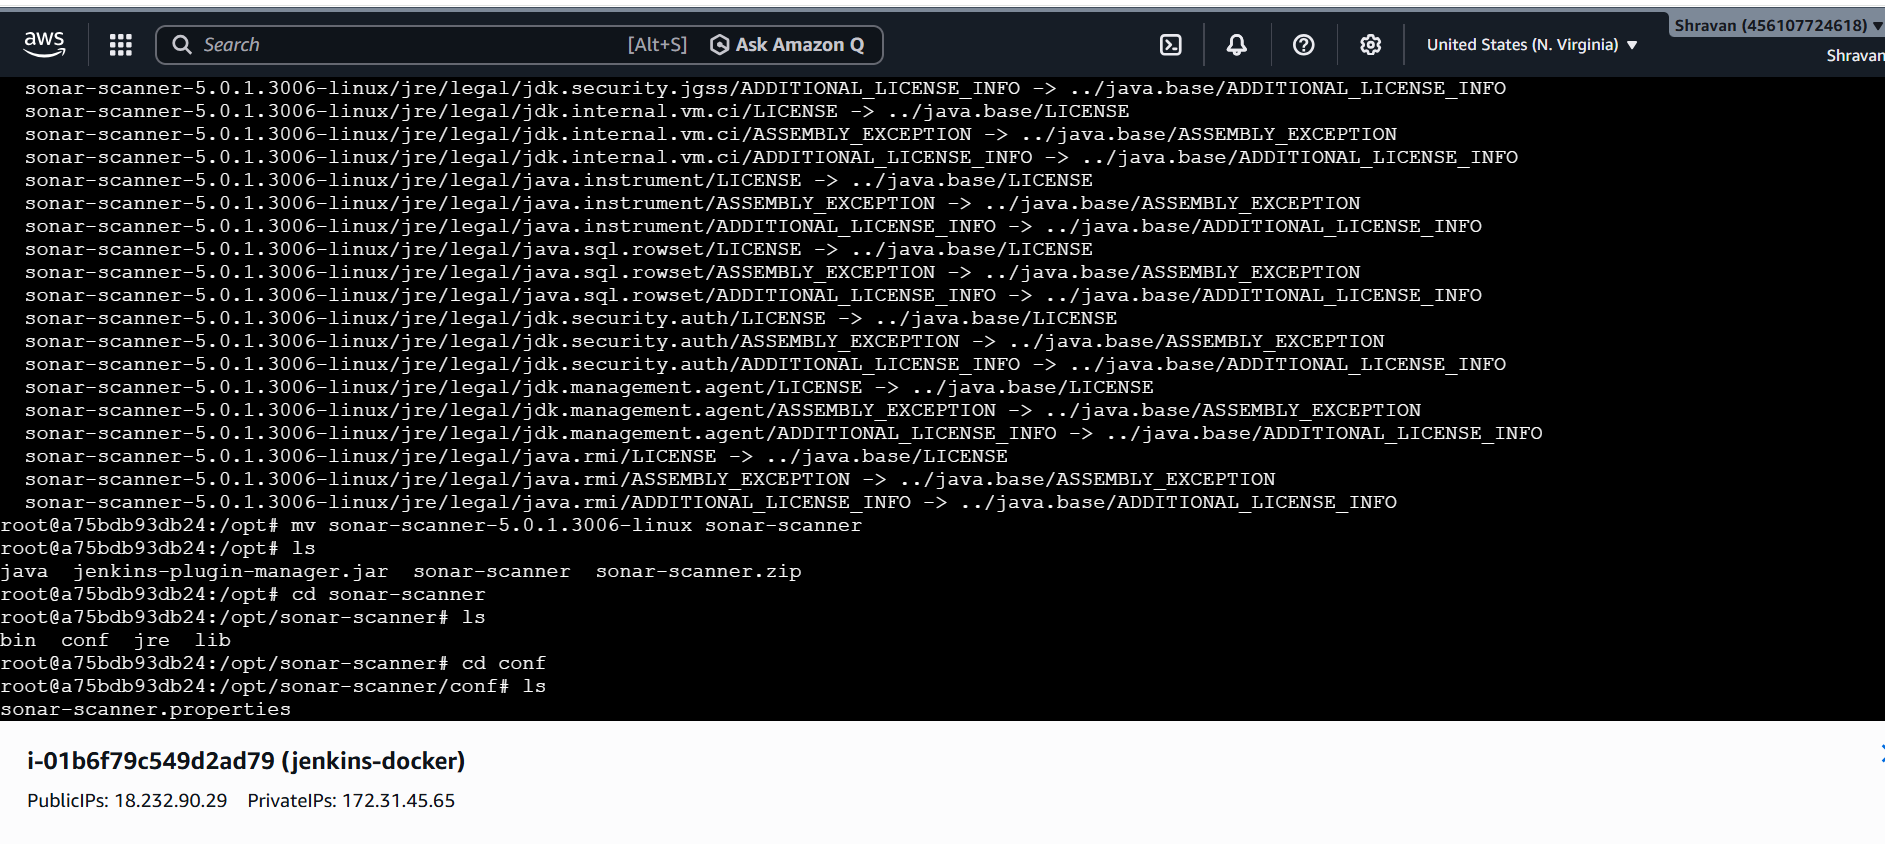 aws
Search [Alt+S] Ask Amazon Q
United States (N. Virginia) ▼
Shravan (456107724618) ▼
Shravan
sonar-scanner-5.0.1.3006-linux/jre/legal/jdk.security.jgss/ADDITIONAL_LICENSE_INFO -> ../java.base/ADDITIONAL_LICENSE_INFO
sonar-scanner-5.0.1.3006-linux/jre/legal/jdk.internal.vm.ci/LICENSE -> ../java.base/LICENSE
sonar-scanner-5.0.1.3006-linux/jre/legal/jdk.internal.vm.ci/ASSEMBLY_EXCEPTION -> ../java.base/ASSEMBLY_EXCEPTION
sonar-scanner-5.0.1.3006-linux/jre/legal/jdk.internal.vm.ci/ADDITIONAL_LICENSE_INFO -> ../java.base/ADDITIONAL_LICENSE_INFO
sonar-scanner-5.0.1.3006-linux/jre/legal/java.instrument/LICENSE -> ../java.base/LICENSE
sonar-scanner-5.0.1.3006-linux/jre/legal/java.instrument/ASSEMBLY_EXCEPTION -> ../java.base/ASSEMBLY_EXCEPTION
sonar-scanner-5.0.1.3006-linux/jre/legal/java.instrument/ADDITIONAL_LICENSE_INFO -> ../java.base/ADDITIONAL_LICENSE_INFO
sonar-scanner-5.0.1.3006-linux/jre/legal/java.sql.rowset/LICENSE -> ../java.base/LICENSE
sonar-scanner-5.0.1.3006-linux/jre/legal/java.sql.rowset/ASSEMBLY_EXCEPTION -> ../java.base/ASSEMBLY_EXCEPTION
sonar-scanner-5.0.1.3006-linux/jre/legal/java.sql.rowset/ADDITIONAL_LICENSE_INFO -> ../java.base/ADDITIONAL_LICENSE_INFO
sonar-scanner-5.0.1.3006-linux/jre/legal/jdk.security.auth/LICENSE -> ../java.base/LICENSE
sonar-scanner-5.0.1.3006-linux/jre/legal/jdk.security.auth/ASSEMBLY_EXCEPTION -> ../java.base/ASSEMBLY_EXCEPTION
sonar-scanner-5.0.1.3006-linux/jre/legal/jdk.security.auth/ADDITIONAL_LICENSE_INFO -> ../java.base/ADDITIONAL_LICENSE_INFO
sonar-scanner-5.0.1.3006-linux/jre/legal/jdk.management.agent/LICENSE -> ../java.base/LICENSE
sonar-scanner-5.0.1.3006-linux/jre/legal/jdk.management.agent/ASSEMBLY_EXCEPTION -> ../java.base/ASSEMBLY_EXCEPTION
sonar-scanner-5.0.1.3006-linux/jre/legal/jdk.management.agent/ADDITIONAL_LICENSE_INFO -> ../java.base/ADDITIONAL_LICENSE_INFO
sonar-scanner-5.0.1.3006-linux/jre/legal/java.rmi/LICENSE -> ../java.base/LICENSE
sonar-scanner-5.0.1.3006-linux/jre/legal/java.rmi/ASSEMBLY_EXCEPTION -> ../java.base/ASSEMBLY_EXCEPTION
sonar-scanner-5.0.1.3006-linux/jre/legal/java.rmi/ADDITIONAL_LICENSE_INFO -> ../java.base/ADDITIONAL_LICENSE_INFO
root@a75bdb93db24:/opt# mv sonar-scanner-5.0.1.3006-linux sonar-scanner
root@a75bdb93db24:/opt# ls
java  jenkins-plugin-manager.jar  sonar-scanner  sonar-scanner.zip
root@a75bdb93db24:/opt# cd sonar-scanner
root@a75bdb93db24:/opt/sonar-scanner# ls
bin  conf  jre  lib
root@a75bdb93db24:/opt/sonar-scanner# cd conf
root@a75bdb93db24:/opt/sonar-scanner/conf# ls
sonar-scanner.properties
i-01b6f79c549d2ad79 (jenkins-docker)
PublicIPs: 18.232.90.29 PrivateIPs: 172.31.45.65